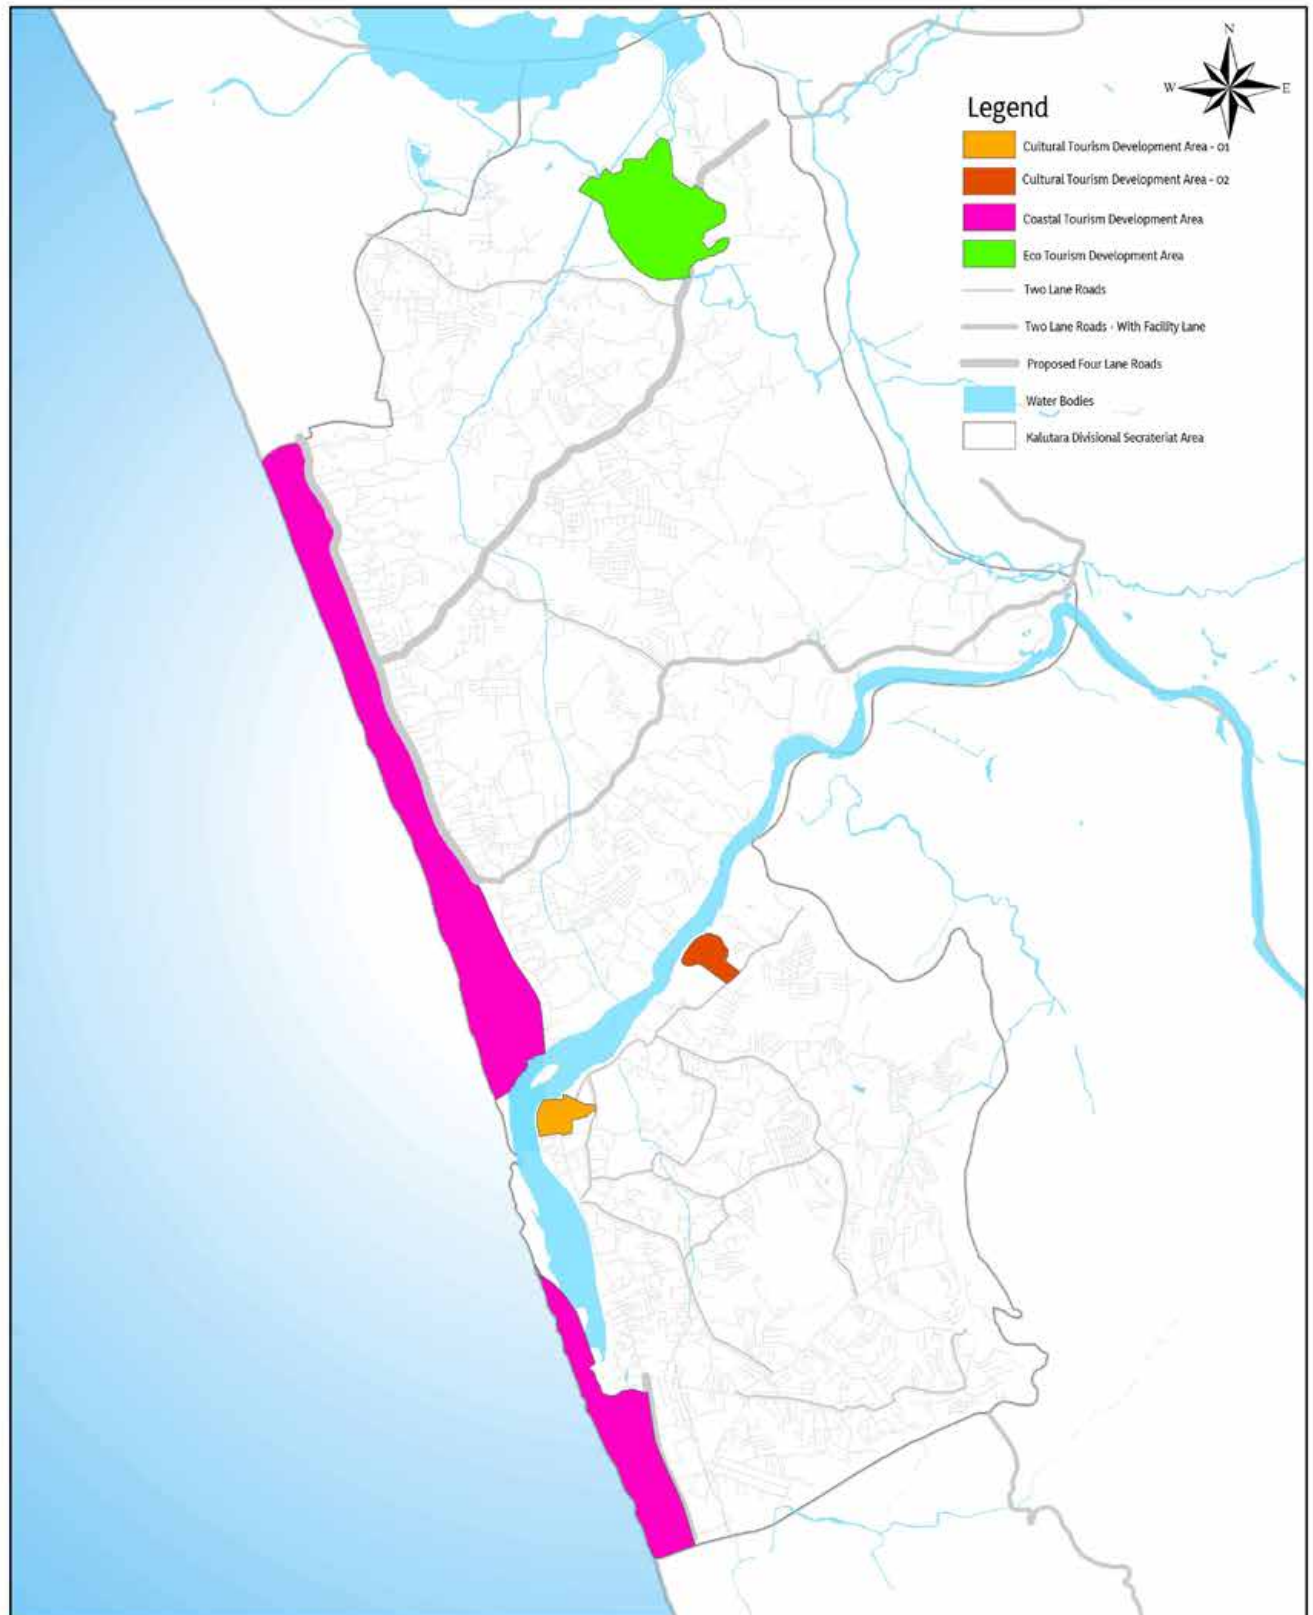 N
W
E
Legend
Cultural Tourism Development Area - 01
Cultural Tourism Development Area - 02
Coastal Tourism Development Area
Eco Tourism Development Area
Two Lane Roads
Two Lane Roads - With Facility Lane
Proposed Four Lane Roads
Water Bodies
Kalutara Divisional Secrateriat Area